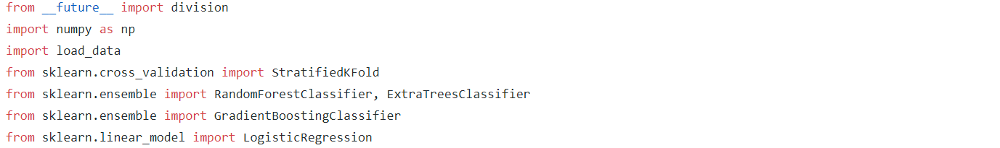 from __future__ import division
import numpy as np
import load_data
from sklearn.cross_validation import StratifiedKFold
from sklearn.ensemble import RandomForestClassifier, ExtraTreesClassifier
from sklearn.ensemble import GradientBoostingClassifier
from sklearn.linear_model import LogisticRegression